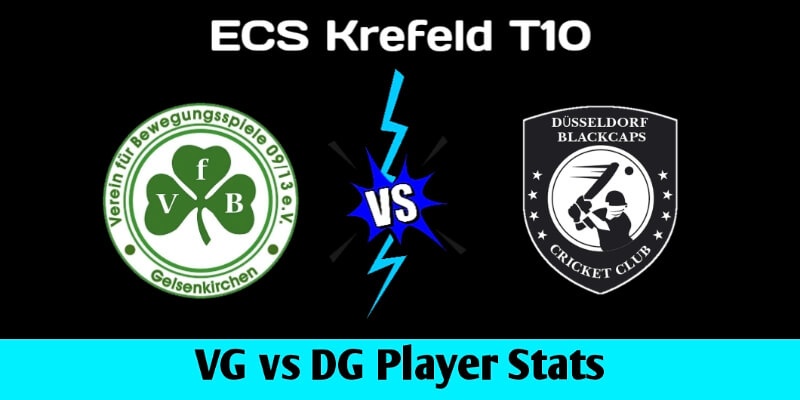 ECS Krefeld T10
Verein für Bewegungsspiele 09/13 e.V.
f
V B
Gelsenkirchen
VS
DÜSSELDORF
BLACKCAPS
CRICKET CLUB
VG vs DG Player Stats